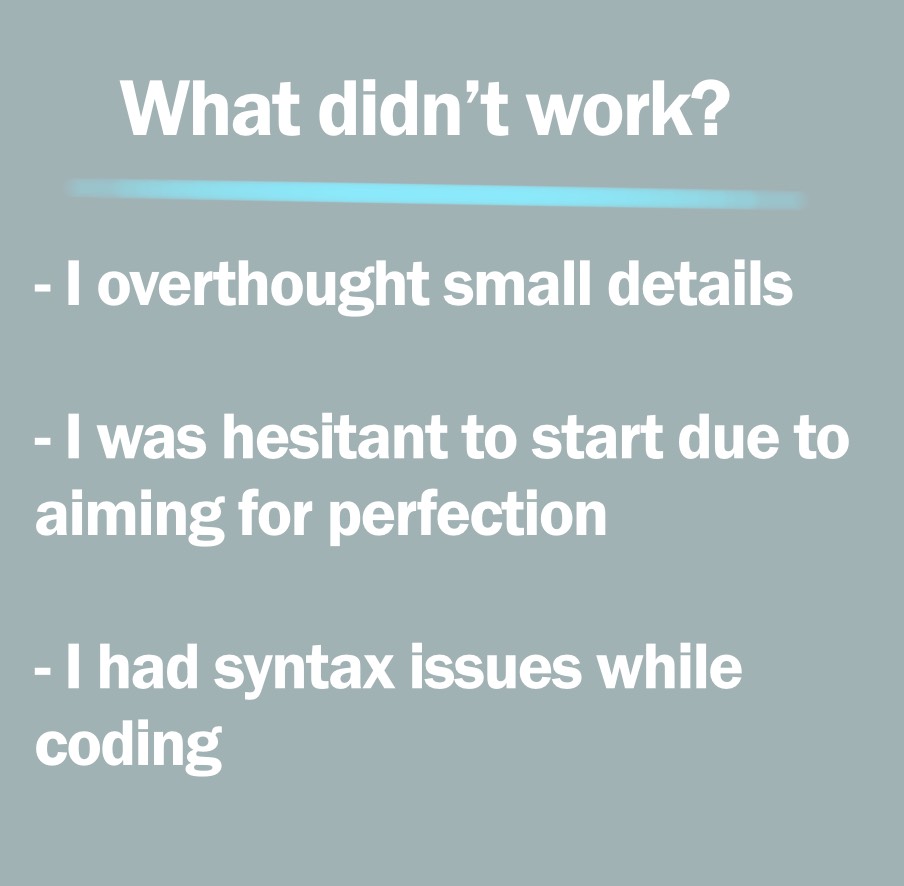 What didn’t work?
- I overthought small details
- I was hesitant to start due to
aiming for perfection
- I had syntax issues while
coding